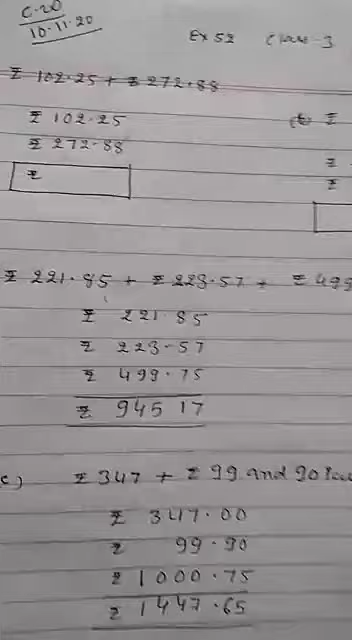 C.20
10.11.20
Ex 52 Class-3
₹ 102.25 + ₹ 272.88
₹ 102.25
₹ 272.88
₹
₹
₹
₹
₹ 221.85 + ₹ 223.57 + ₹ 499
₹ 221.85
₹ 223.57
₹ 499.75
₹ 945 17
c) ₹ 347 + ₹ 99 and 90
₹ 347.00
₹ 99.90
₹ 1000.75
₹ 1447.65